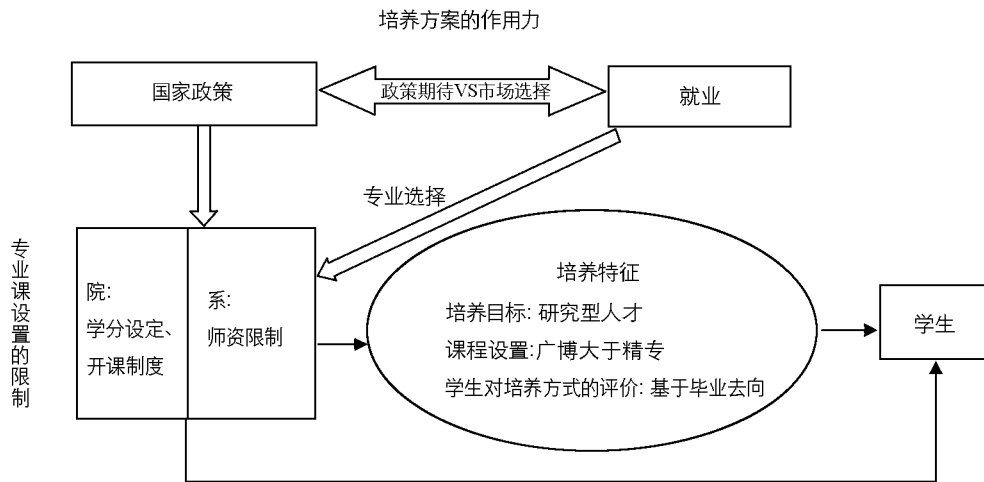 培养方案的作用力
国家政策
政策期待VS市场选择
就业
专业选择
专业课设置的限制
院:
学分设定、
开课制度
系:
师资限制
培养特征
培养目标: 研究型人才
课程设置:广博大于精专
学生对培养方式的评价: 基于毕业去向
学生